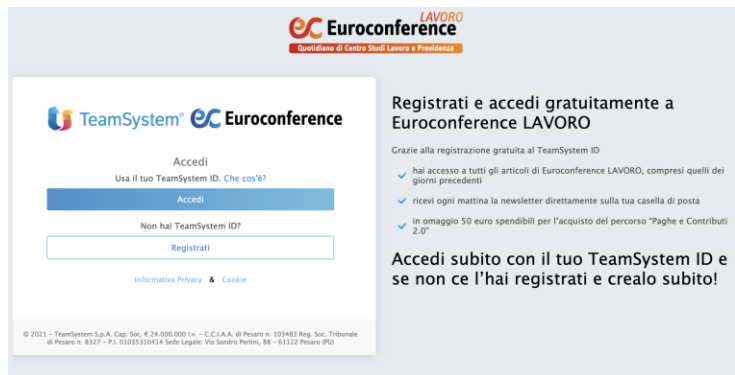 LAVORO
ec Euroconference
Quotidiano di Centro Studi Lavoro e Previdenza
TeamSystem® ec Euroconference
Accedi
Usa il tuo TeamSystem ID. Che cos'è?
Accedi
Non hai TeamSystem ID?
Registrati
Informativa Privacy & Cookie
© 2021 – TeamSystem S.p.A. Cap. Soc. € 24.000.000 I.v. – C.C.I.A.A. di Pesaro n. 103483 Reg. Soc. Tribunale
di Pesaro n. 8327 – P.I. 01035310414 Sede Legale: Via Sandro Pertini, 88 – 61122 Pesaro (PU)
Registrati e accedi gratuitamente a
Euroconference LAVORO
Grazie alla registrazione gratuita al TeamSystem ID
hai accesso a tutti gli articoli di Euroconference LAVORO, compresi quelli dei
giorni precedenti
ricevi ogni mattina la newsletter direttamente sulla tua casella di posta
in omaggio 50 euro spendibili per l'acquisto del percorso "Paghe e Contributi
2.0"
Accedi subito con il tuo TeamSystem ID e
se non ce l'hai registrati e crealo subito!